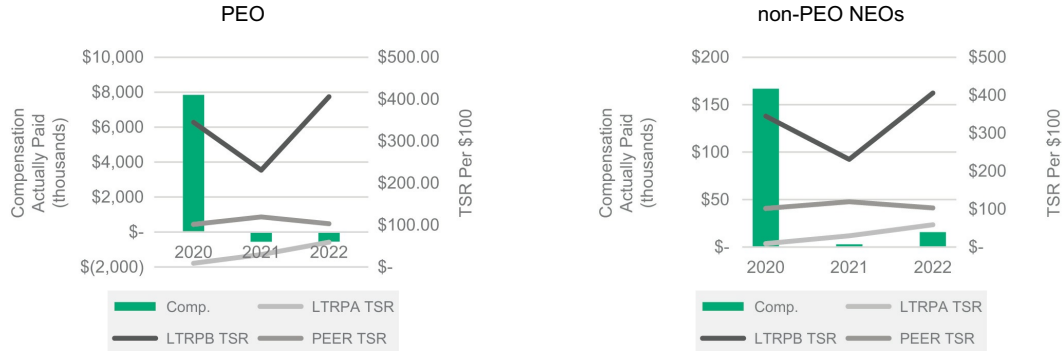 PEO
$10,000
$8,000
$6,000
$4,000
$2,000
$-
$(2,000)
Compensation
Actually Paid
(thousands)
$500.00
$400.00
$300.00
$200.00
$100.00
$-
TSR Per $100
2020 2021 2022
Comp. LTRPA TSR
LTRPB TSR PEER TSR
non-PEO NEOs
$200
$150
$100
$50
$-
Compensation
Actually Paid
(thousands)
$500
$400
$300
$200
$100
$-
TSR Per $100
2020 2021 2022
Comp. LTRPA TSR
LTRPB TSR PEER TSR